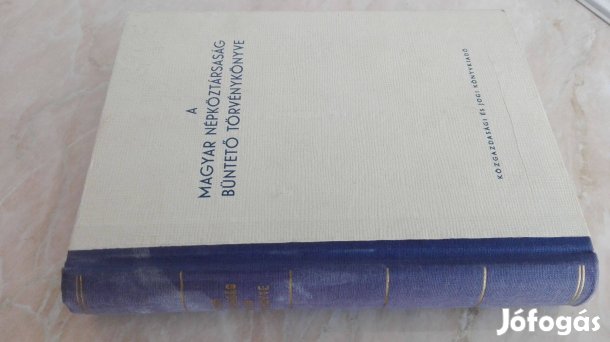 A
MAGYAR NÉPKÖZTÁRSASÁG
BÜNTETŐ TÖRVÉNYKÖNYVE
KÖZGAZDASÁGI ÉS JOGI KÖNYVKIADÓ
Jófogás